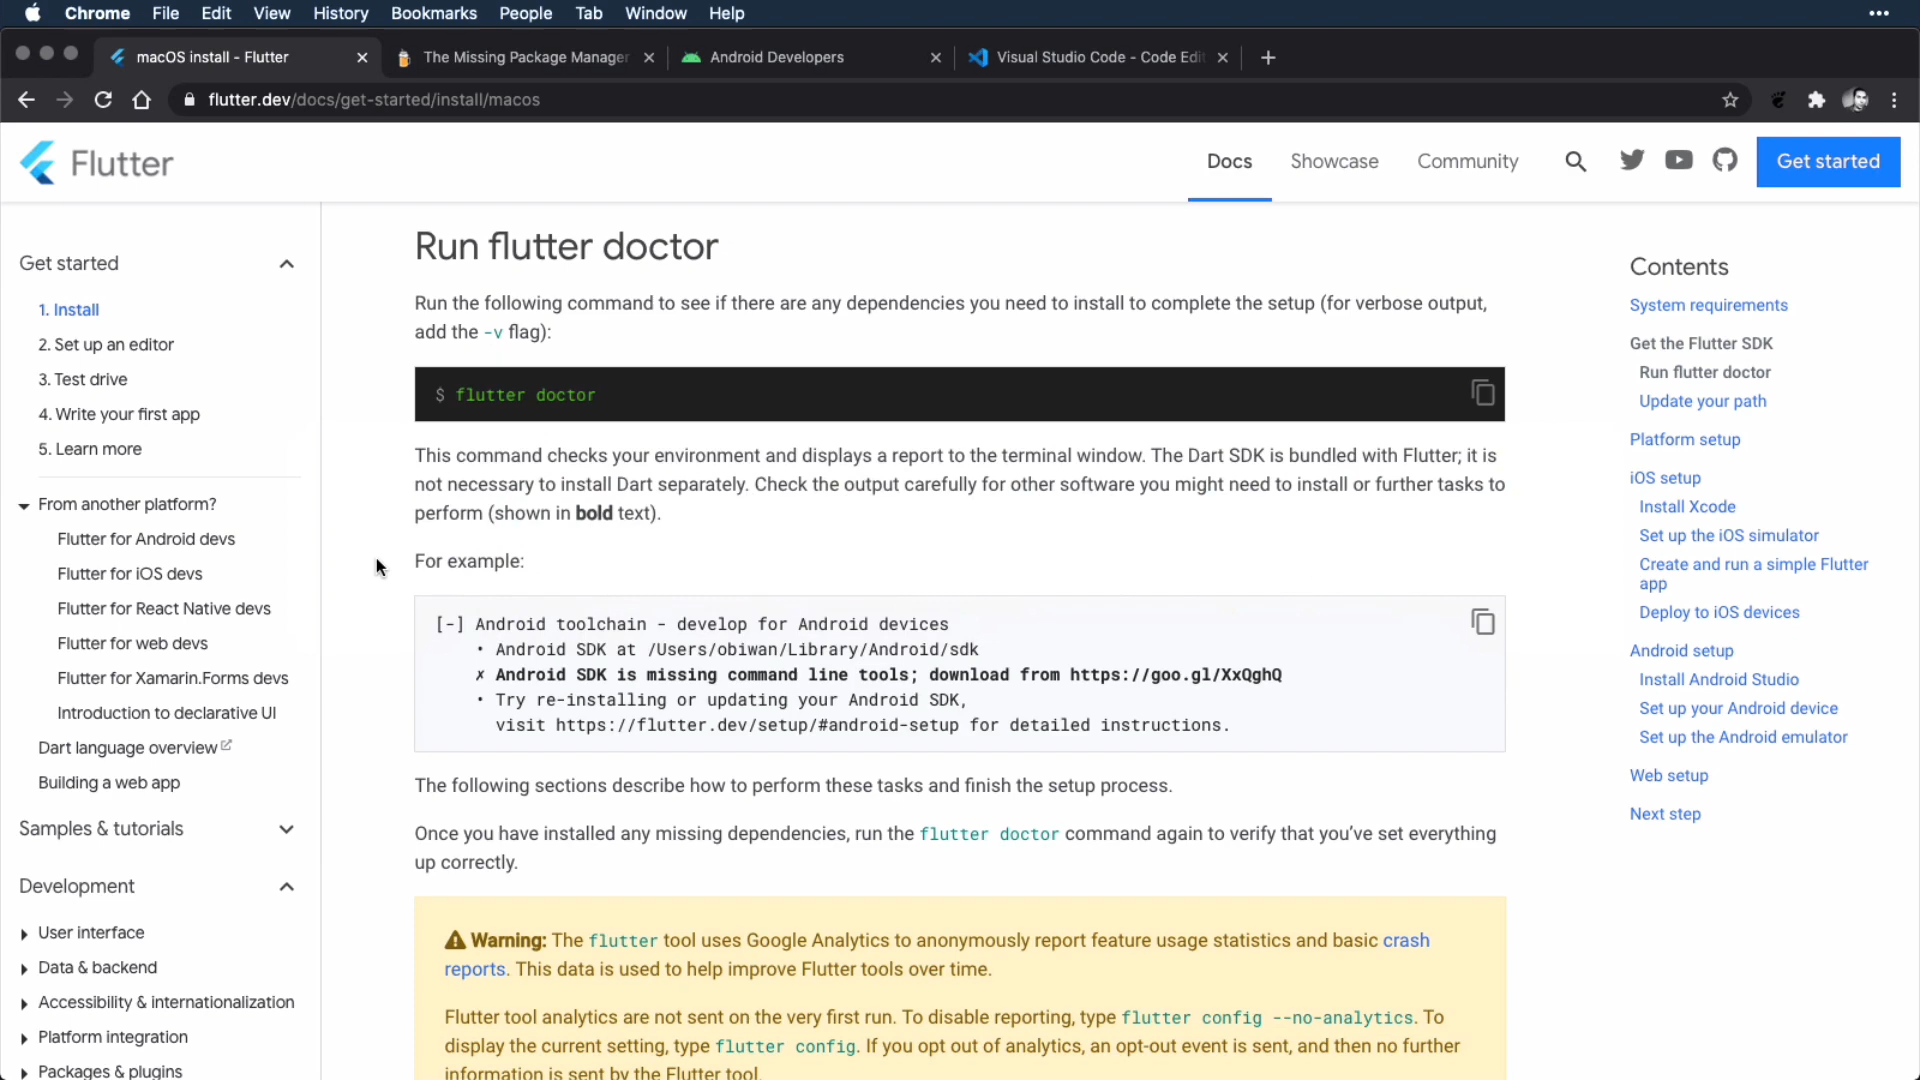 Chrome File Edit View History Bookmarks People Tab Window Help
macOS install - Flutter The Missing Package Manager Android Developers Visual Studio Code - Code Edit
flutter.dev/docs/get-started/install/macos
Flutter Docs Showcase Community Get started
Get started
1. Install
2. Set up an editor
3. Test drive
4. Write your first app
5. Learn more
From another platform?
Flutter for Android devs
Flutter for iOS devs
Flutter for React Native devs
Flutter for web devs
Flutter for Xamarin.Forms devs
Introduction to declarative UI
Dart language overview
Building a web app
Samples & tutorials
Development
User interface
Data & backend
Accessibility & internationalization
Platform integration
Packages & plugins
Run flutter doctor
Run the following command to see if there are any dependencies you need to install to complete the setup (for verbose output,
add the -v flag):
$ flutter doctor
This command checks your environment and displays a report to the terminal window. The Dart SDK is bundled with Flutter; it is
not necessary to install Dart separately. Check the output carefully for other software you might need to install or further tasks to
perform (shown in bold text).
For example:
[-] Android toolchain - develop for Android devices
• Android SDK at /Users/obiwan/Library/Android/sdk
✗ Android SDK is missing command line tools; download from https://goo.gl/XxQghQ
• Try re-installing or updating your Android SDK,
visit https://flutter.dev/setup/#android-setup for detailed instructions.
The following sections describe how to perform these tasks and finish the setup process.
Once you have installed any missing dependencies, run the flutter doctor command again to verify that you’ve set everything
up correctly.
Warning: The flutter tool uses Google Analytics to anonymously report feature usage statistics and basic crash
reports. This data is used to help improve Flutter tools over time.
Flutter tool analytics are not sent on the very first run. To disable reporting, type flutter config --no-analytics. To
display the current setting, type flutter config. If you opt out of analytics, an opt-out event is sent, and then no further
information is sent by the Flutter tool.
Contents
System requirements
Get the Flutter SDK
Run flutter doctor
Update your path
Platform setup
iOS setup
Install Xcode
Set up the iOS simulator
Create and run a simple Flutter
app
Deploy to iOS devices
Android setup
Install Android Studio
Set up your Android device
Set up the Android emulator
Web setup
Next step